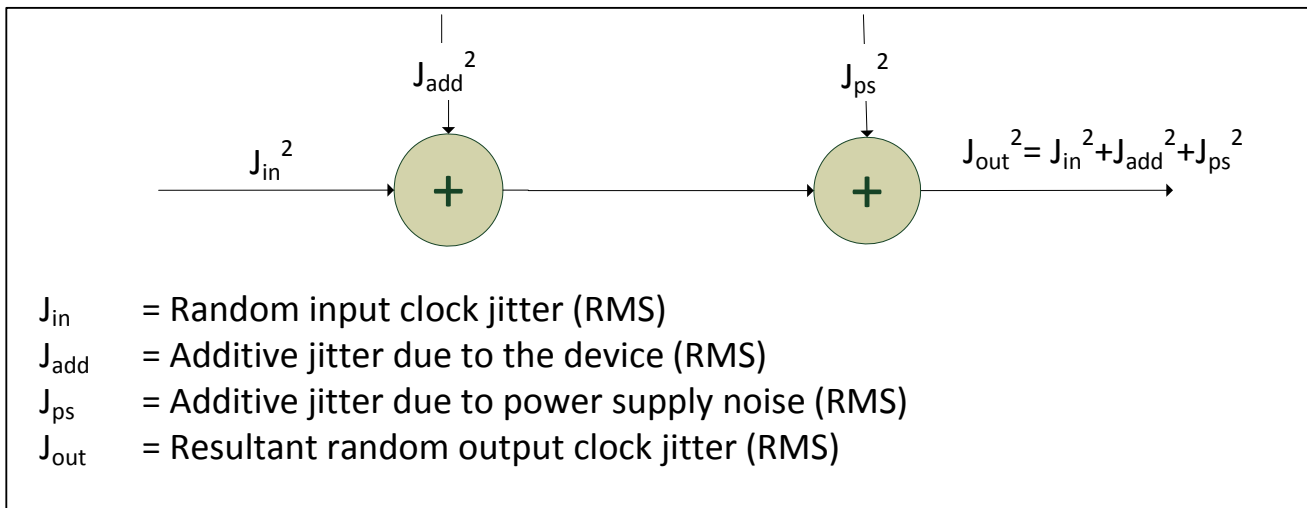 J_add^2
J_ps^2
J_in^2
J_out^2= J_in^2+J_add^2+J_ps^2
+
+
J_in = Random input clock jitter (RMS)
J_add = Additive jitter due to the device (RMS)
J_ps = Additive jitter due to power supply noise (RMS)
J_out = Resultant random output clock jitter (RMS)